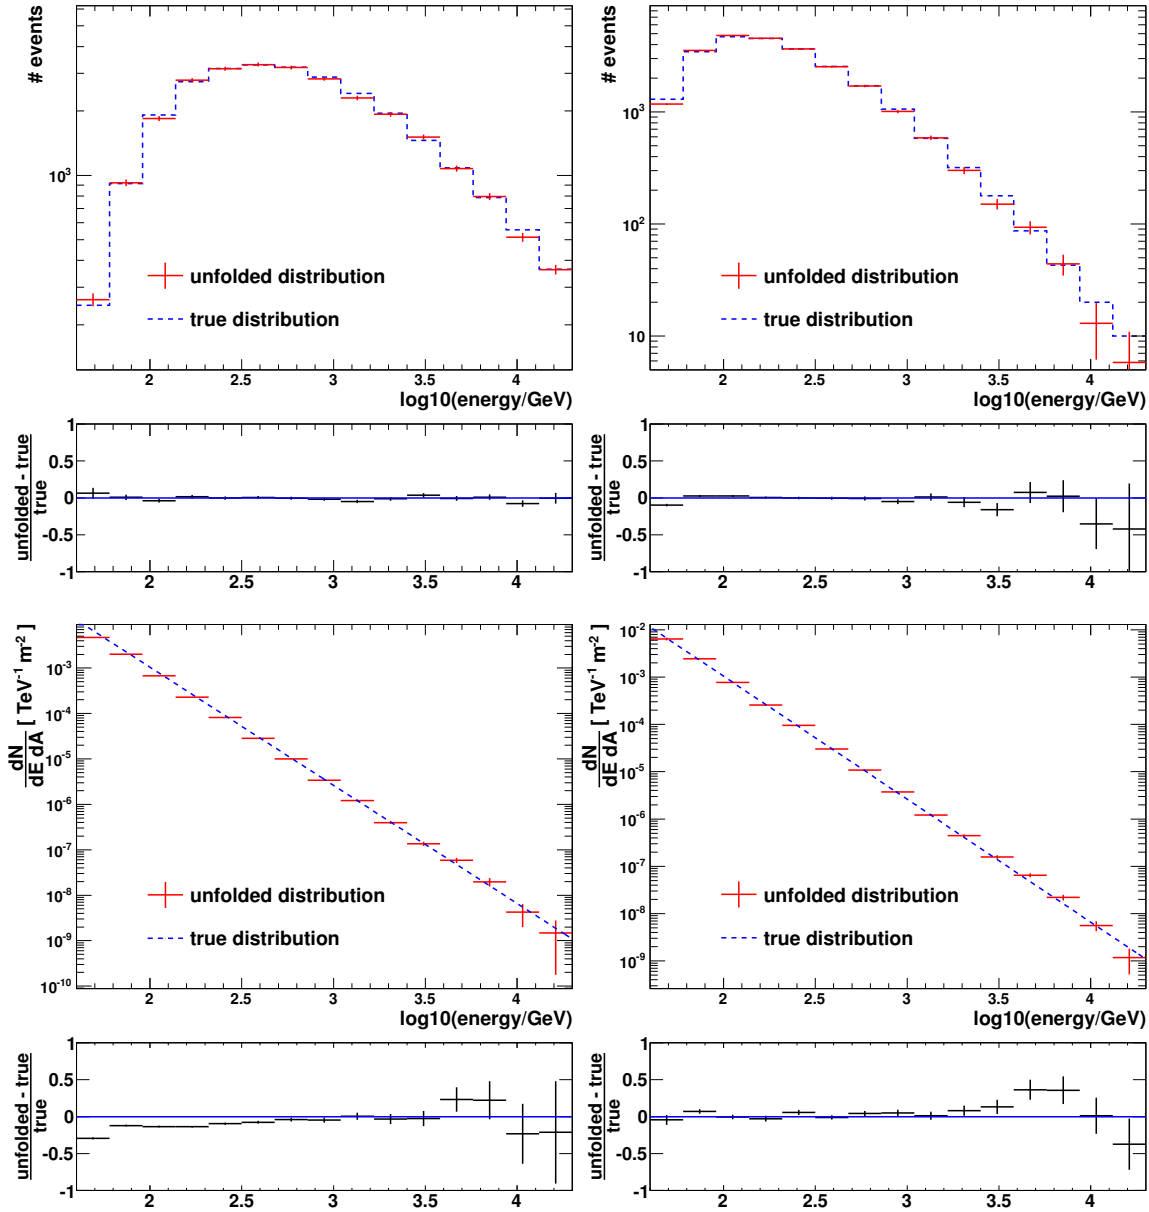 # events
10³
unfolded distribution
true distribution
2 2.5 3 3.5 4
log10(energy/GeV)
# events
10³
10²
10
unfolded distribution
true distribution
2 2.5 3 3.5 4
log10(energy/GeV)
unfolded - true
true
1
0.5
0
-0.5
-1
2 2.5 3 3.5 4
unfolded - true
true
1
0.5
0
-0.5
-1
2 2.5 3 3.5 4
dN
dE dA [ TeV⁻¹ m⁻² ]
10⁻³
10⁻⁴
10⁻⁵
10⁻⁶
10⁻⁷
10⁻⁸
10⁻⁹
10⁻¹⁰
unfolded distribution
true distribution
2 2.5 3 3.5 4
log10(energy/GeV)
dN
dE dA [ TeV⁻¹ m⁻² ]
10⁻²
10⁻³
10⁻⁴
10⁻⁵
10⁻⁶
10⁻⁷
10⁻⁸
10⁻⁹
unfolded distribution
true distribution
2 2.5 3 3.5 4
log10(energy/GeV)
unfolded - true
true
1
0.5
0
-0.5
-1
2 2.5 3 3.5 4
unfolded - true
true
1
0.5
0
-0.5
-1
2 2.5 3 3.5 4